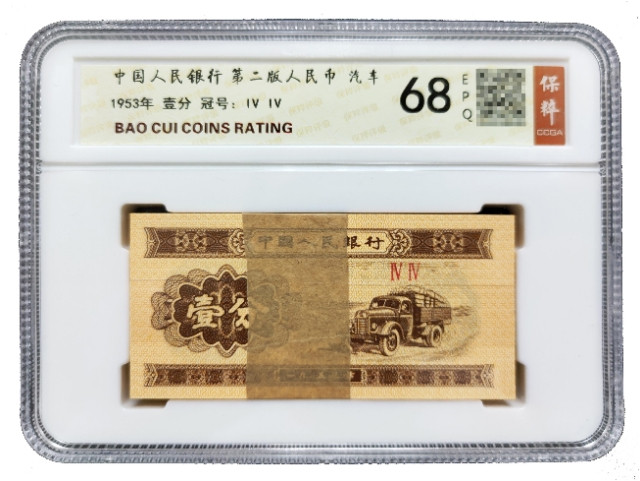 中国人民银行 第二版人民币 汽车
1953年 壹分 冠号：IV IV
BAO CUI COINS RATING
68
EPQ
保粹
CCGA
中国人民银行
IV IV
壹分